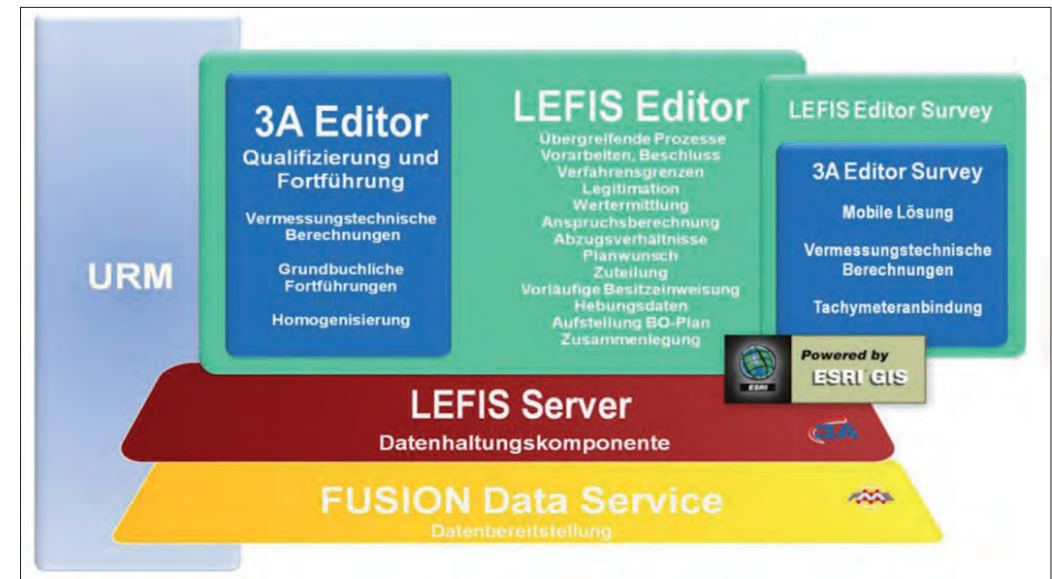 URM
3A Editor
Qualifizierung und
Fortführung
Vermessungstechnische
Berechnungen
Grundbuchliche
Fortführungen
Homogenisierung
LEFIS Editor
Übergreifende Prozesse
Vorarbeiten, Beschluss
Verfahrensgrenzen
Legitimation
Wertermittlung
Anspruchsberechnung
Abzugsverhältnisse
Planwunsch
Zuteilung
Vorläufige Besitzeinweisung
Hebungsdaten
Aufstellung BO-Plan
Zusammenlegung
LEFIS Editor Survey
3A Editor Survey
Mobile Lösung
Vermessungstechnische
Berechnungen
Tachymeteranbindung
ESRI
Powered by
ESRI GIS
LEFIS Server
Datenhaltungskomponente
3A
FUSION Data Service
Datenbereitstellung